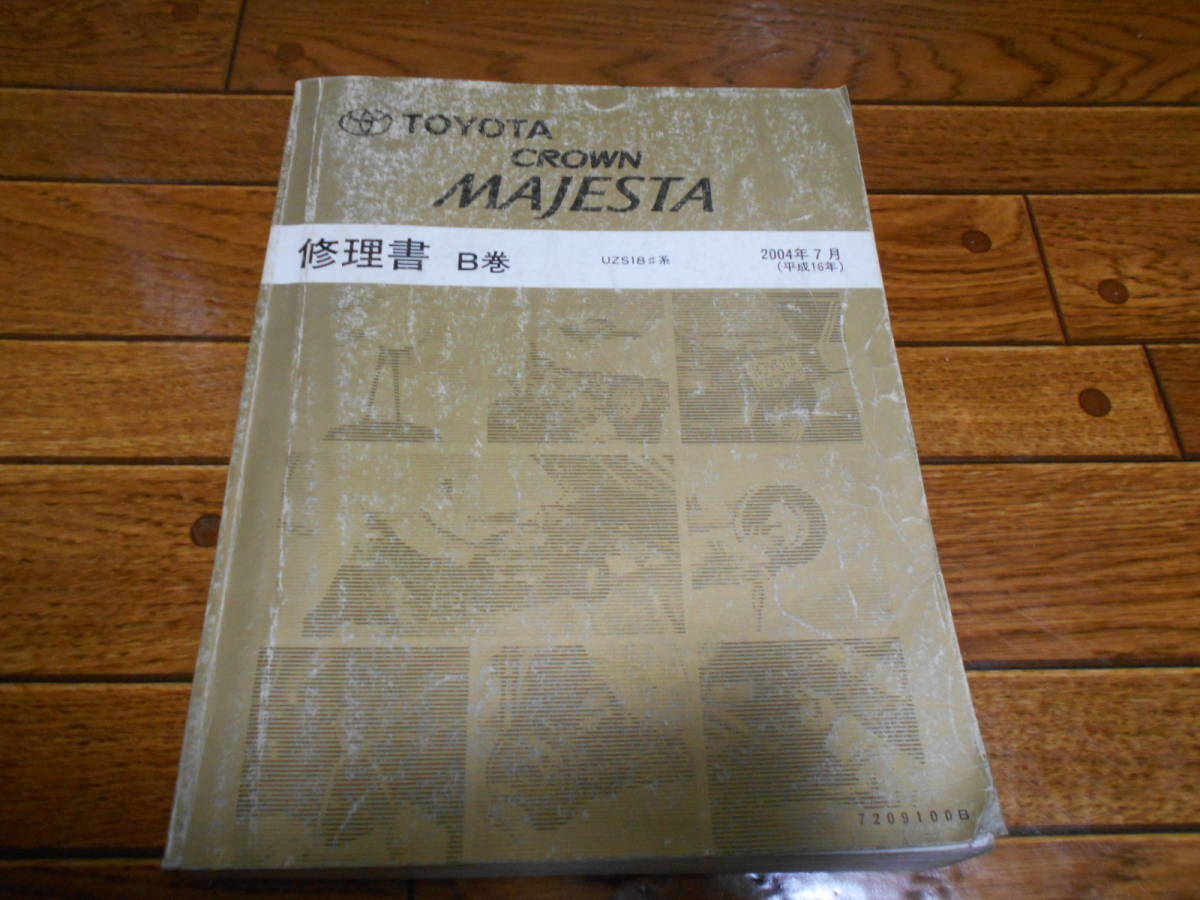 TOYOTA
CROWN
MAJESTA
修理書 B巻 UZS18#系 2004年7月
(平成16年)
7209100B